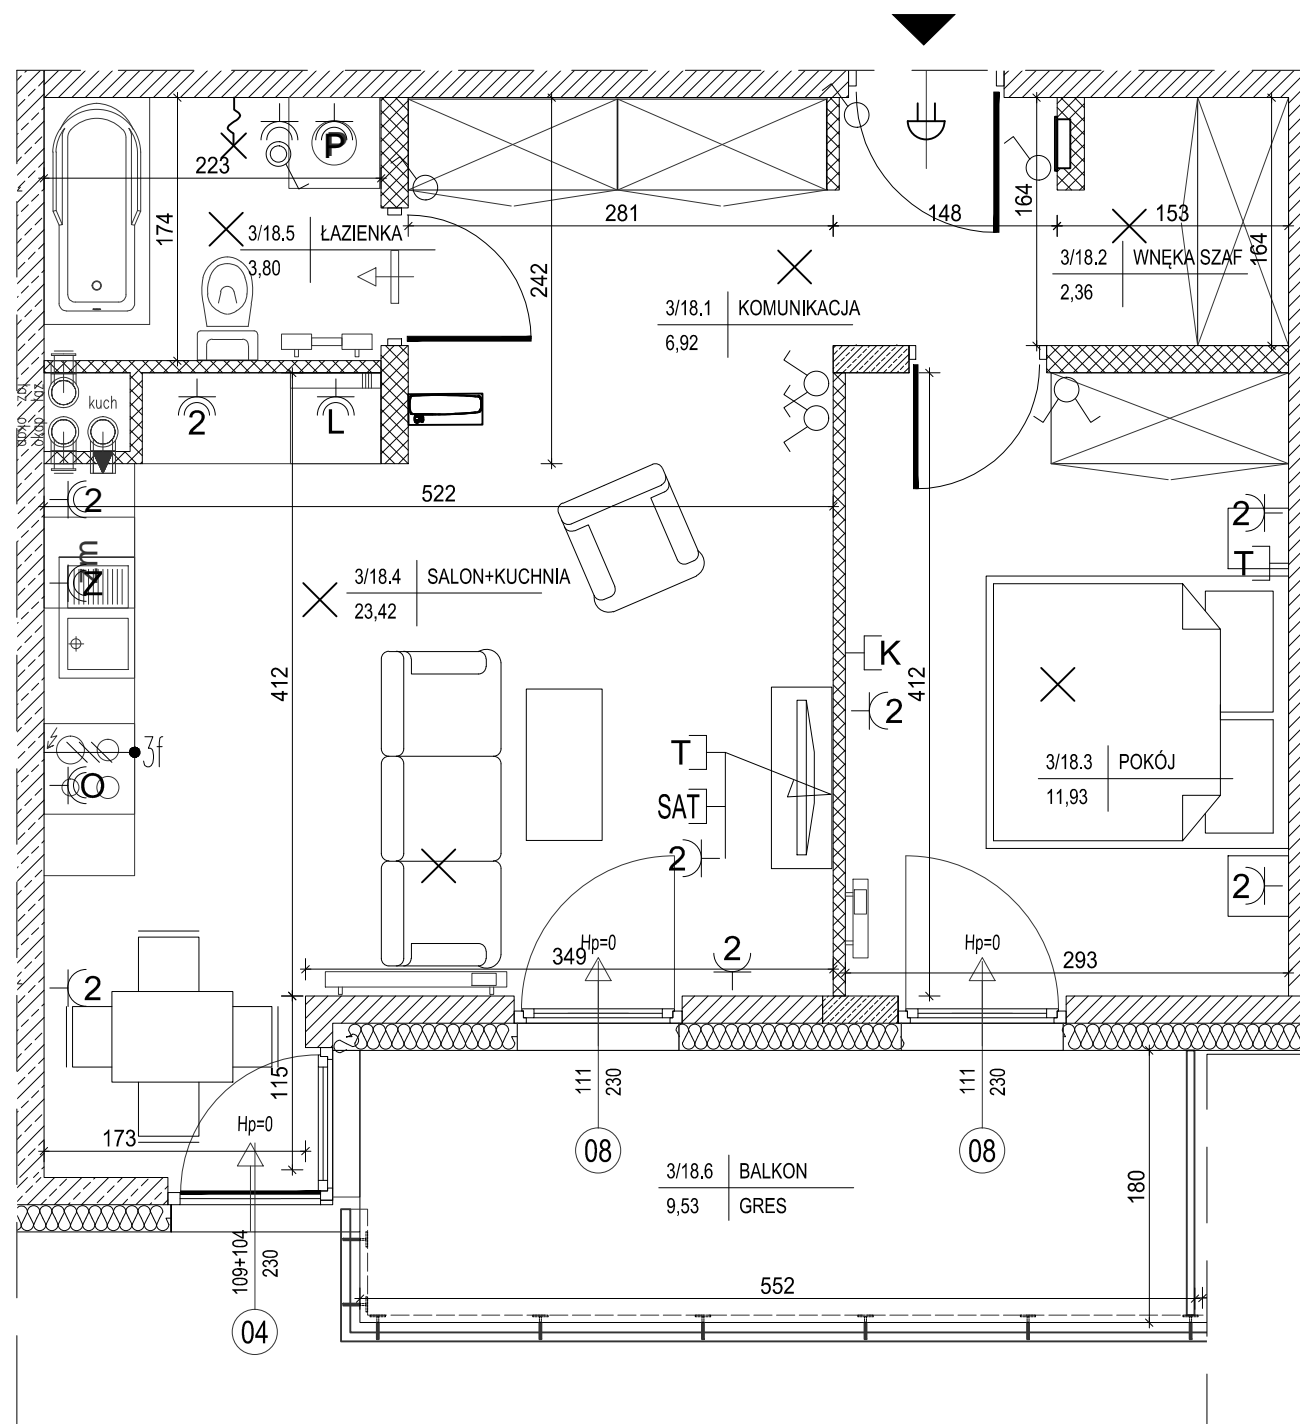 P
223
281
148
164
153
174
3/18.5 ŁAZIENKA
3,80
242
3/18.2 WNĘKA SZAF
2,36
164
3/18.1 KOMUNIKACJA
6,92
kuch
2
L
2
522
2
T
zm
Z
3/18.4 SALON+KUCHNIA
23,42
K
412
412
2
3f
O
T
SAT
2
3/18.3 POKÓJ
11,93
2
2
Hp=0
349
2
Hp=0
293
2
115
111
230
111
230
Hp=0
173
08
08
3/18.6 BALKON
9,53 GRES
180
109+104
230
552
04